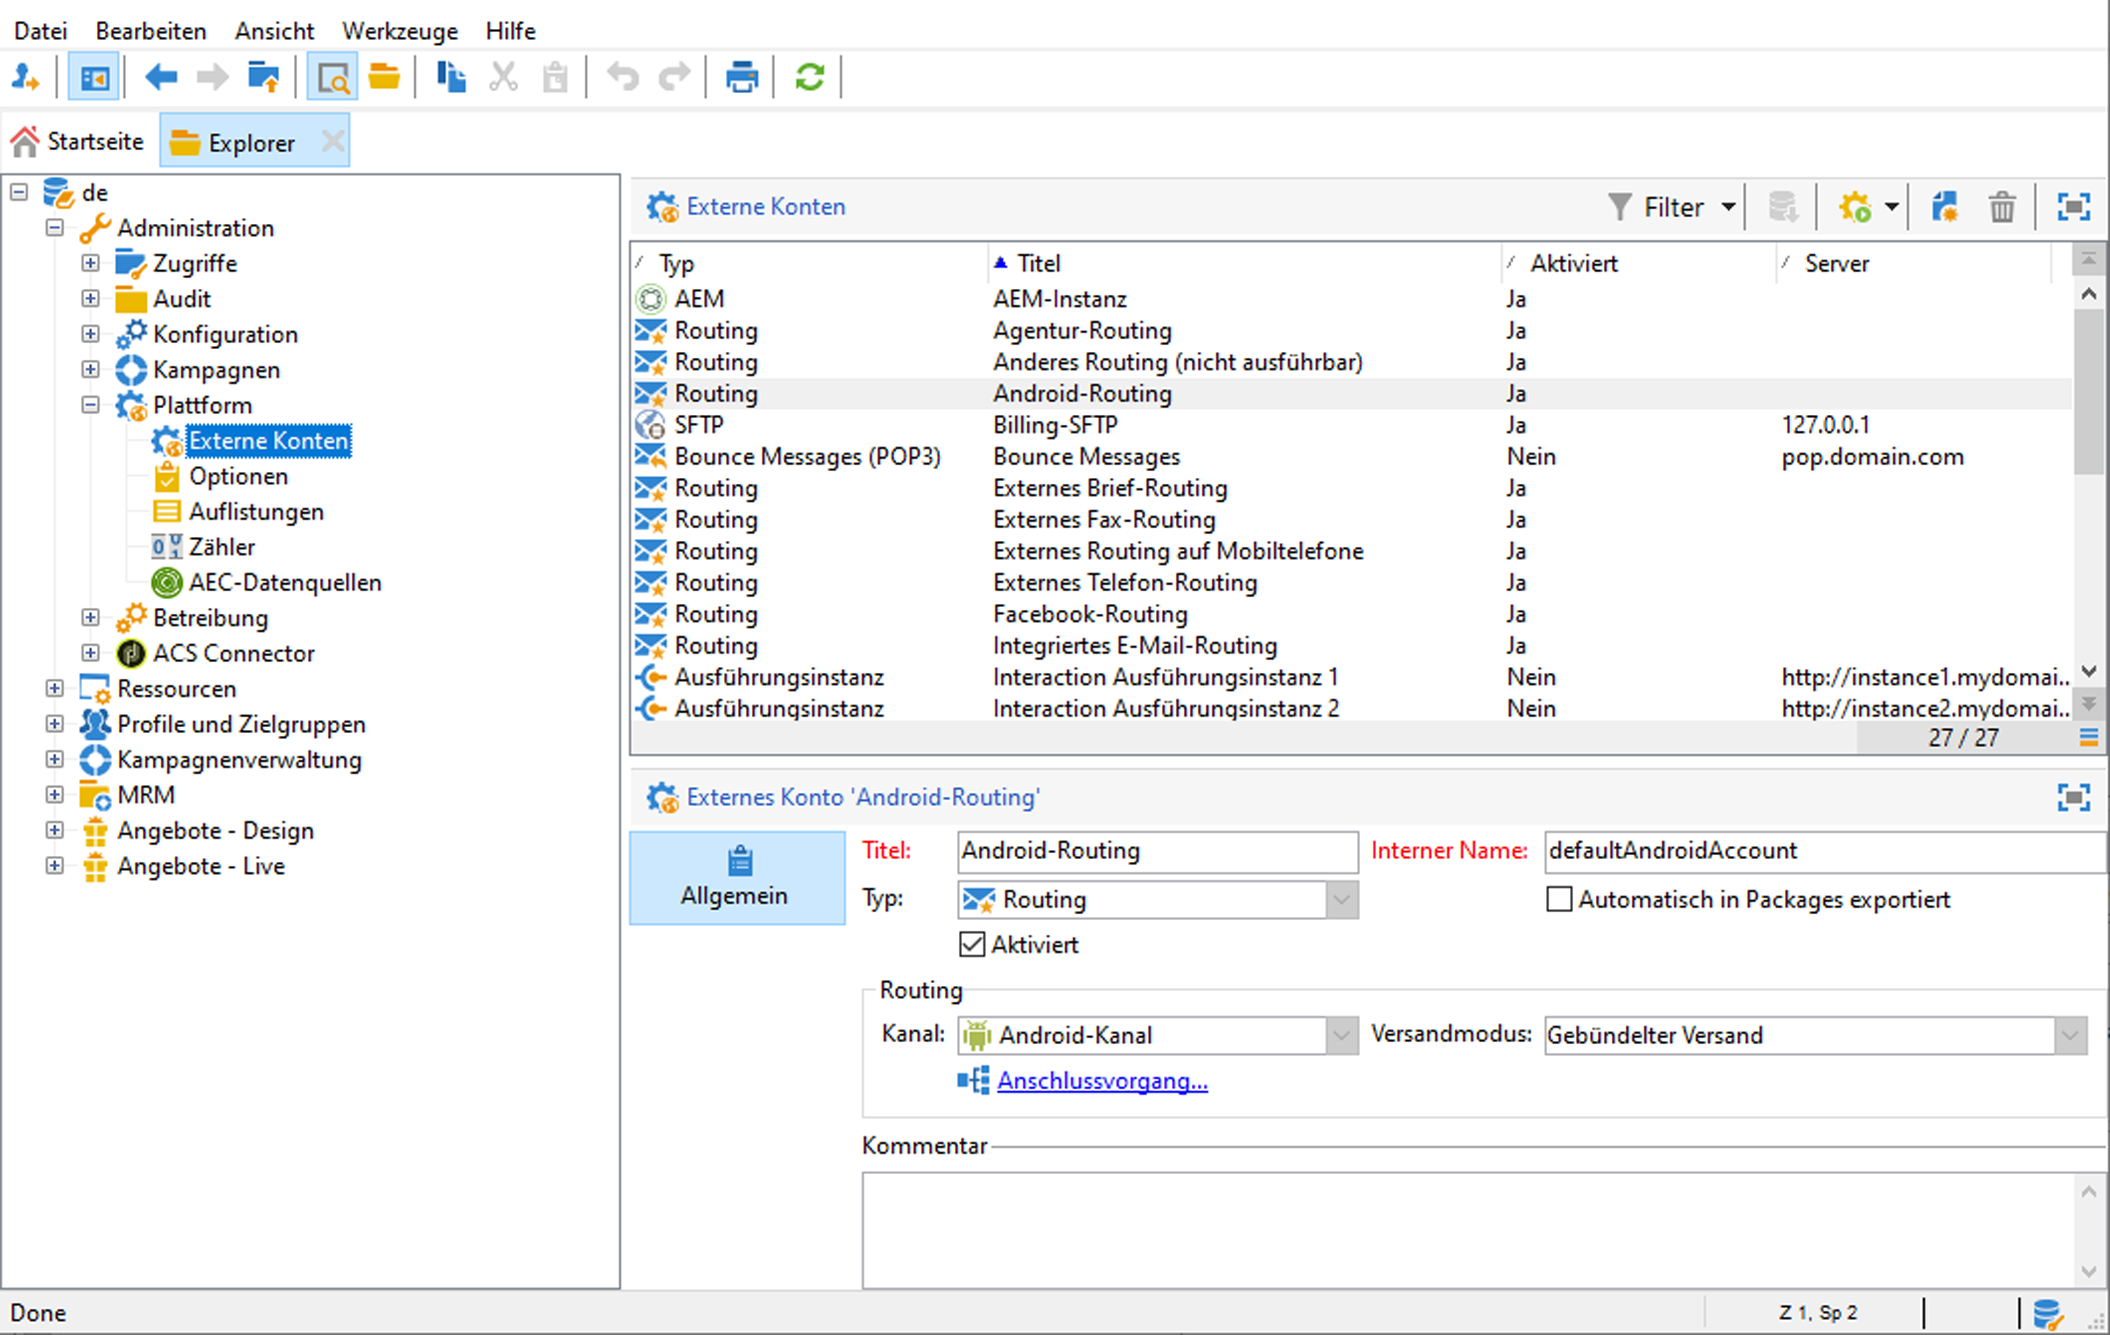 Datei Bearbeiten Ansicht Werkzeuge Hilfe
Startseite Explorer
de
Administration
Zugriffe
Audit
Konfiguration
Kampagnen
Plattform
Externe Konten
Optionen
Auflistungen
Zähler
AEC-Datenquellen
Betreibung
ACS Connector
Ressourcen
Profile und Zielgruppen
Kampagnenverwaltung
MRM
Angebote - Design
Angebote - Live
Externe Konten Filter
Typ Titel Aktiviert Server
AEM AEM-Instanz Ja
Routing Agentur-Routing Ja
Routing Anderes Routing (nicht ausführbar) Ja
Routing Android-Routing Ja
SFTP Billing-SFTP Ja 127.0.0.1
Bounce Messages (POP3) Bounce Messages Nein pop.domain.com
Routing Externes Brief-Routing Ja
Routing Externes Fax-Routing Ja
Routing Externes Routing auf Mobiltelefone Ja
Routing Externes Telefon-Routing Ja
Routing Facebook-Routing Ja
Routing Integriertes E-Mail-Routing Ja
Ausführungsinstanz Interaction Ausführungsinstanz 1 Nein http://instance1.mydomai..
Ausführungsinstanz Interaction Ausführungsinstanz 2 Nein http://instance2.mydomai..
27 / 27
Externes Konto 'Android-Routing'
Allgemein
Titel: Android-Routing Interner Name: defaultAndroidAccount
Typ: Routing Automatisch in Packages exportiert
Aktiviert
Routing
Kanal: Android-Kanal Versandmodus: Gebündelter Versand
Anschlussvorgang...
Kommentar
Done Z 1, Sp 2